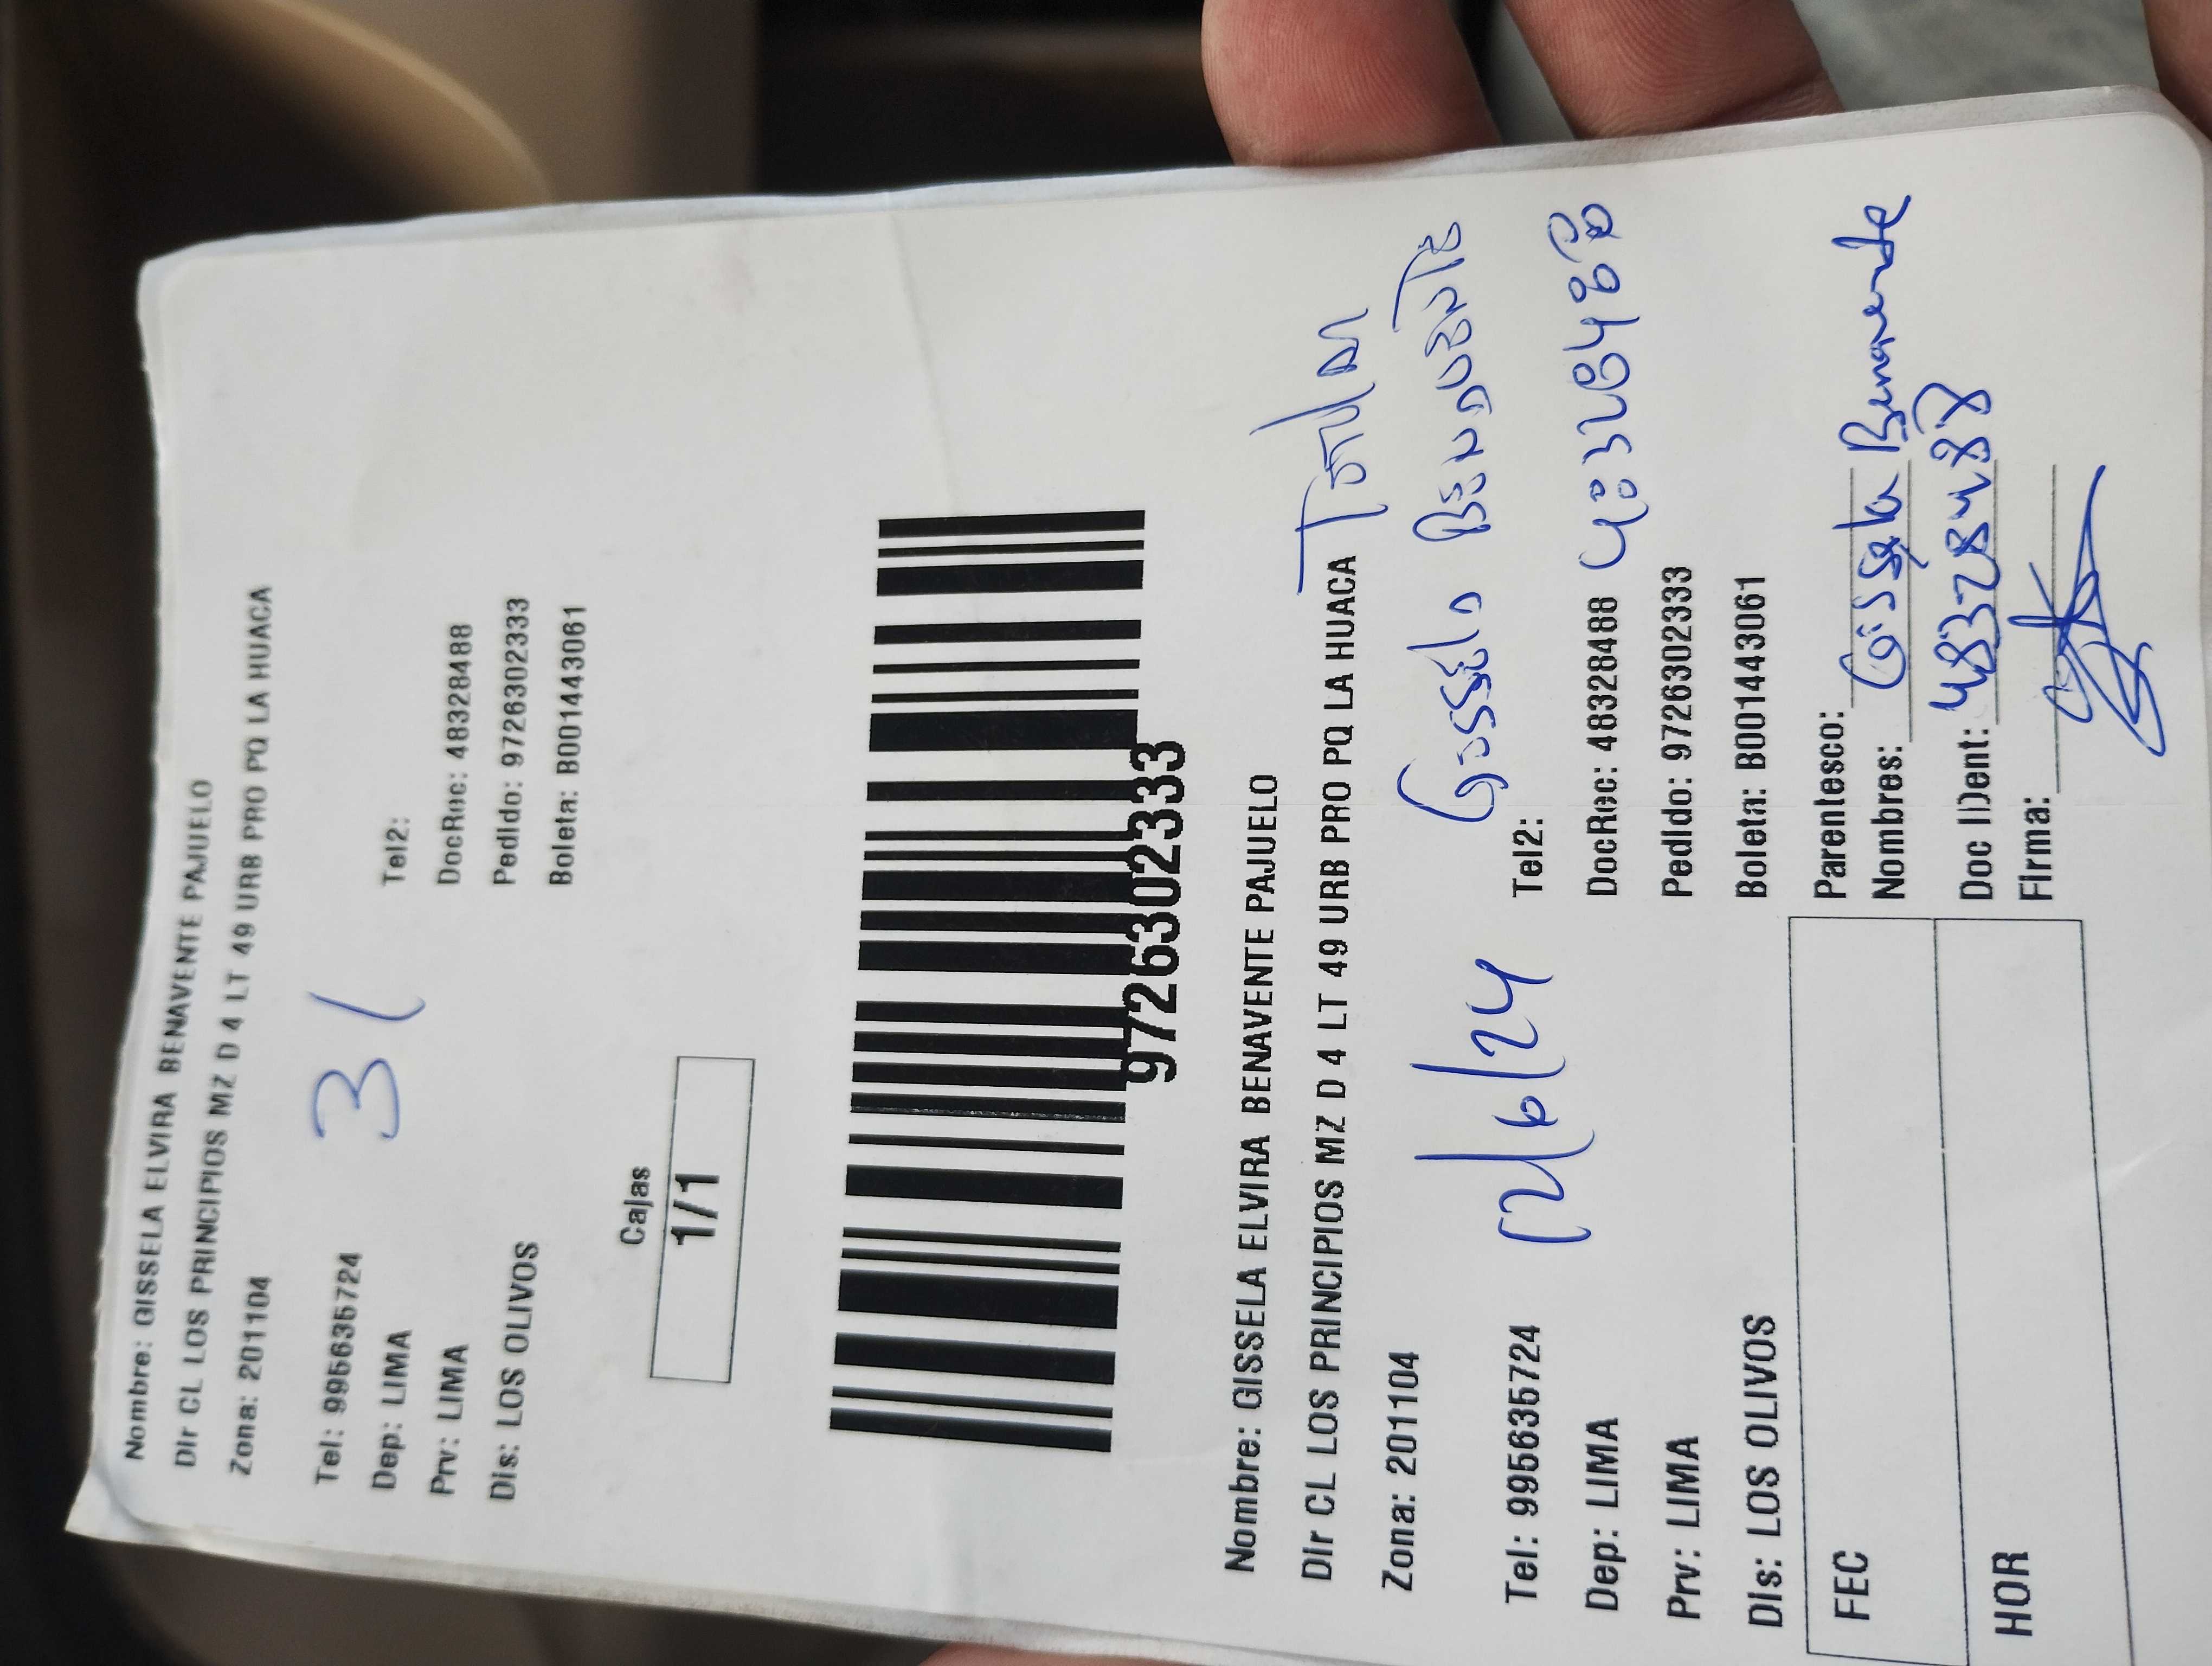 Nombre: GISSELA ELVIRA BENAVENTE PAJUELO
Dir CL LOS PRINCIPIOS MZ D 4 LT 49 URB PRO PQ LA HUACA
Zona: 201104
31
Tel: 995635724
Tel2:
Dep: LIMA
DocRec: 48328488
Prv: LIMA
Pedido: 9726302333
Dis: LOS OLIVOS
Boleta: B001443061
Cajas
1/1
9726302333
Nombre: GISSELA ELVIRA BENAVENTE PAJUELO
Dir CL LOS PRINCIPIOS MZ D 4 LT 49 URB PRO PQ LA HUACA
Titular
Zona: 201104
Gissela Benavente
12/6/24
Tel: 995635724
Tel2:
Dep: LIMA
DocRec: 48328488
Prv: LIMA
Pedido: 9726302333
Dis: LOS OLIVOS
Boleta: B001443061
FEC
Parentesco:
Nombres: Gissela Benavente
HOR
Doc IDent: 48328488
Firma: